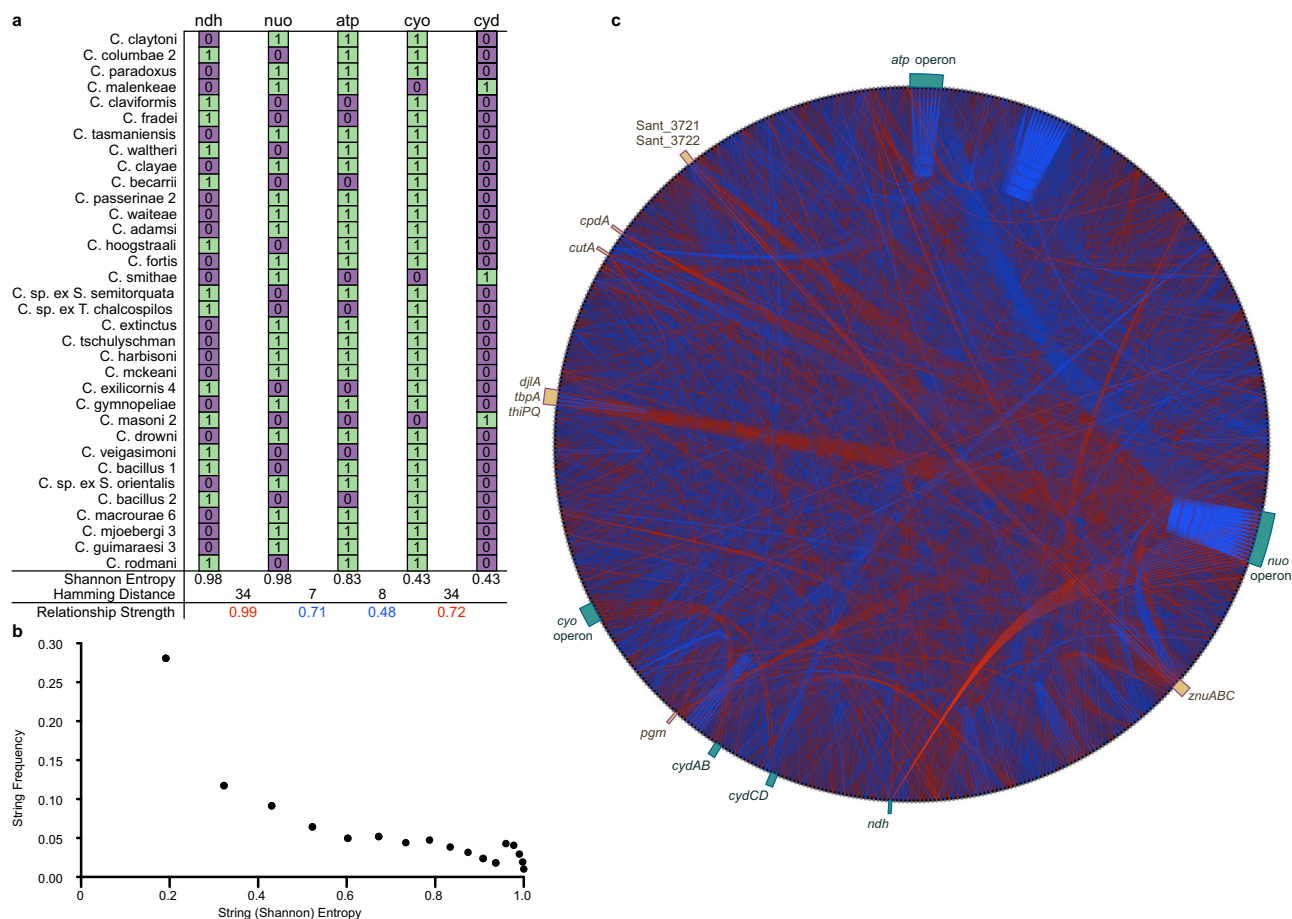 a
ndh nuo atp cyo cyd
C. claytoni 0 1 1 1 0
C. columbae 2 1 0 1 1 0
C. paradoxus 0 1 1 1 0
C. malenkeae 0 1 1 0 1
C. claviformis 1 0 0 1 0
C. fradei 1 0 0 1 0
C. tasmaniensis 0 1 1 1 0
C. waltheri 1 0 1 1 0
C. clayae 0 1 1 1 0
C. becarrii 1 0 0 1 0
C. passerinae 2 0 1 1 1 0
C. waiteae 0 1 1 1 0
C. adamsi 0 1 1 1 0
C. hoogstraali 1 0 1 1 0
C. fortis 0 1 1 1 0
C. smithae 0 1 0 0 1
C. sp. ex S. semitorquata 1 0 1 1 0
C. sp. ex T. chalcospilos 1 0 0 1 0
C. extinctus 0 1 1 1 0
C. tschulyschman 0 1 1 1 0
C. harbisoni 0 1 1 1 0
C. mckeani 0 1 1 1 0
C. exilicornis 4 1 0 0 1 0
C. gymnopeliae 0 1 1 1 0
C. masoni 2 1 0 0 0 1
C. drowni 0 1 1 1 0
C. veigasimoni 1 0 0 1 0
C. bacillus 1 1 0 1 1 0
C. sp. ex S. orientalis 0 1 1 1 0
C. bacillus 2 1 0 0 1 0
C. macrourae 6 0 1 1 1 0
C. mjoebergi 3 0 1 1 1 0
C. guimaraesi 3 0 1 1 1 0
C. rodmani 1 0 1 1 0
Shannon Entropy 0.98 0.98 0.83 0.43 0.43
Hamming Distance 34 7 8 34
Relationship Strength 0.99 0.71 0.48 0.72
b
0.30
0.25
0.20
0.15
0.10
0.05
0.00
String Frequency
0 0.2 0.4 0.6 0.8 1.0
String (Shannon) Entropy
c
atp operon
Sant_3721
Sant_3722
cpdA
cutA
djlA
tbpA
thiPQ
nuo
operon
cyo
operon
znuABC
pgm
cydAB
cydCD
ndh